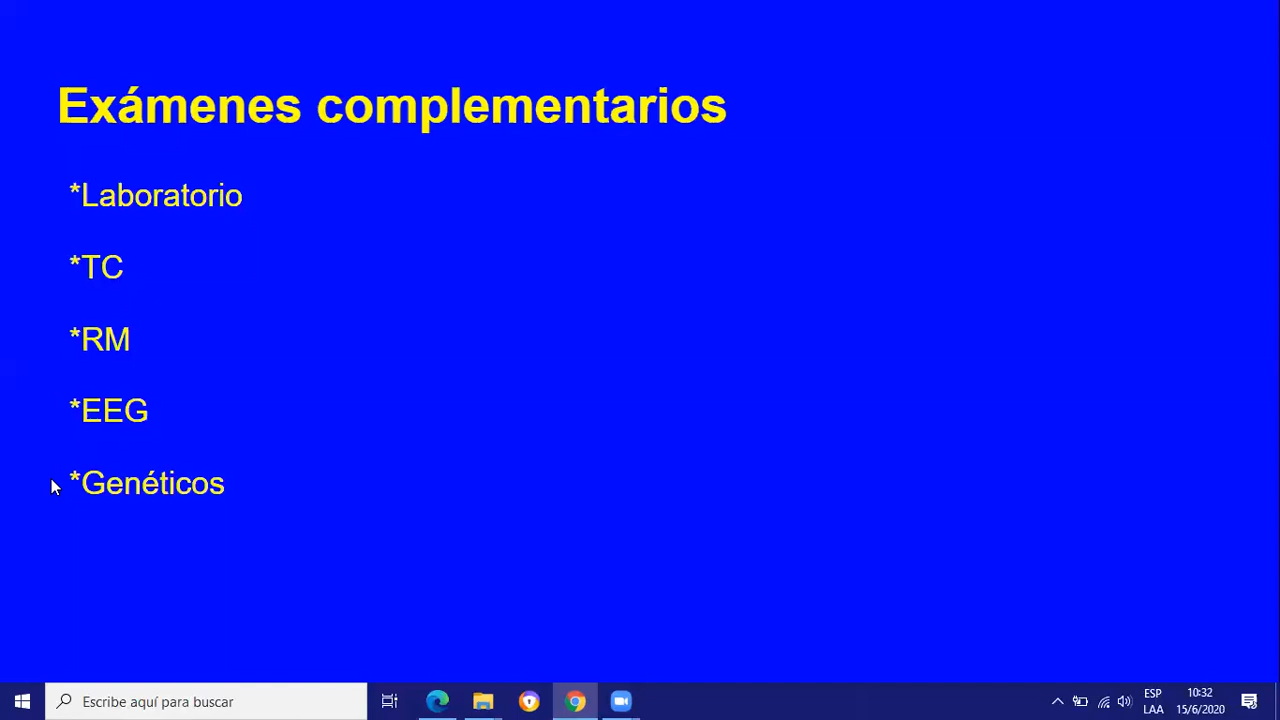 Exámenes complementarios
*Laboratorio
*TC
*RM
*EEG
*Genéticos
Escribe aquí para buscar
ESP
LAA
10:32
15/6/2020